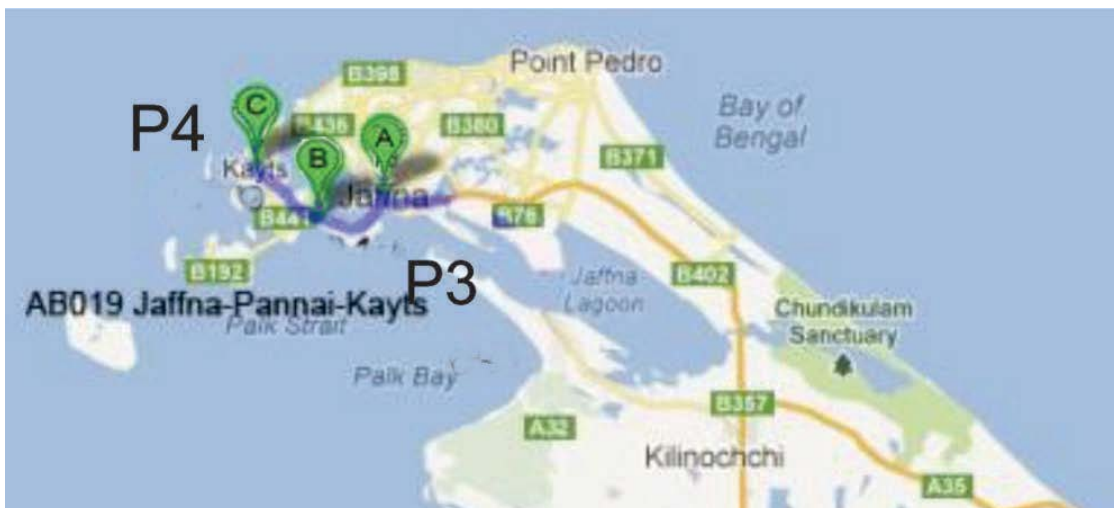 Point Pedro
B398
Bay of
Bengal
C
P4
B436
A
B380
B
B371
Kayts
Jaffna
B441
B78
B192
P3
Jaffna
Lagoon
B402
AB019 Jaffna-Pannai-Kayts
Palk Strait
Chundikulam
Sanctuary
Palk Bay
B357
A32
Kilinochchi
A35